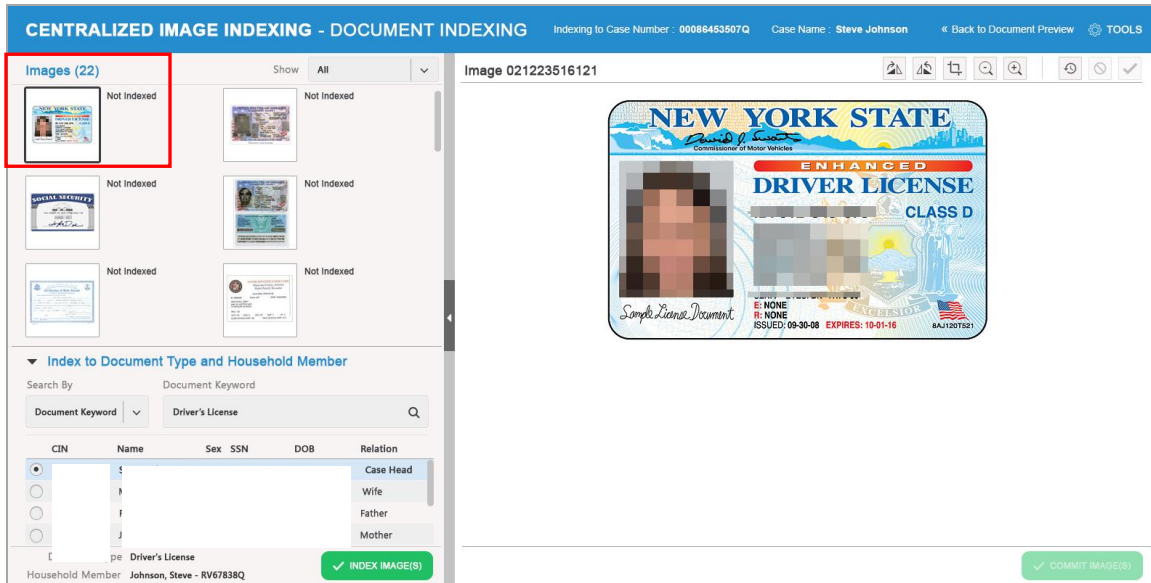 CENTRALIZED IMAGE INDEXING - DOCUMENT INDEXING
Indexing to Case Number : 00086453507Q
Case Name : Steve Johnson
« Back to Document Preview
TOOLS
Images (22)
Show All
Not Indexed
Not Indexed
NEW YORK STATE
Not Indexed
Not Indexed
SOCIAL SECURITY
Not Indexed
Not Indexed
Index to Document Type and Household Member
Search By Document Keyword
Document Keyword Driver's License
CIN Name Sex SSN DOB Relation
Case Head
Wife
Father
Mother
Driver's License
Household Member Johnson, Steve - RV67838Q
INDEX IMAGE(S)
Image 021223516121
NEW YORK STATE
Commissioner of Motor Vehicles
ENHANCED
DRIVER LICENSE
CLASS D
E: NONE
R: NONE
ISSUED: 09-30-08 EXPIRES: 10-01-16
Sample License Document
EXCELSIOR
8AJ120T521
COMMIT IMAGE(S)